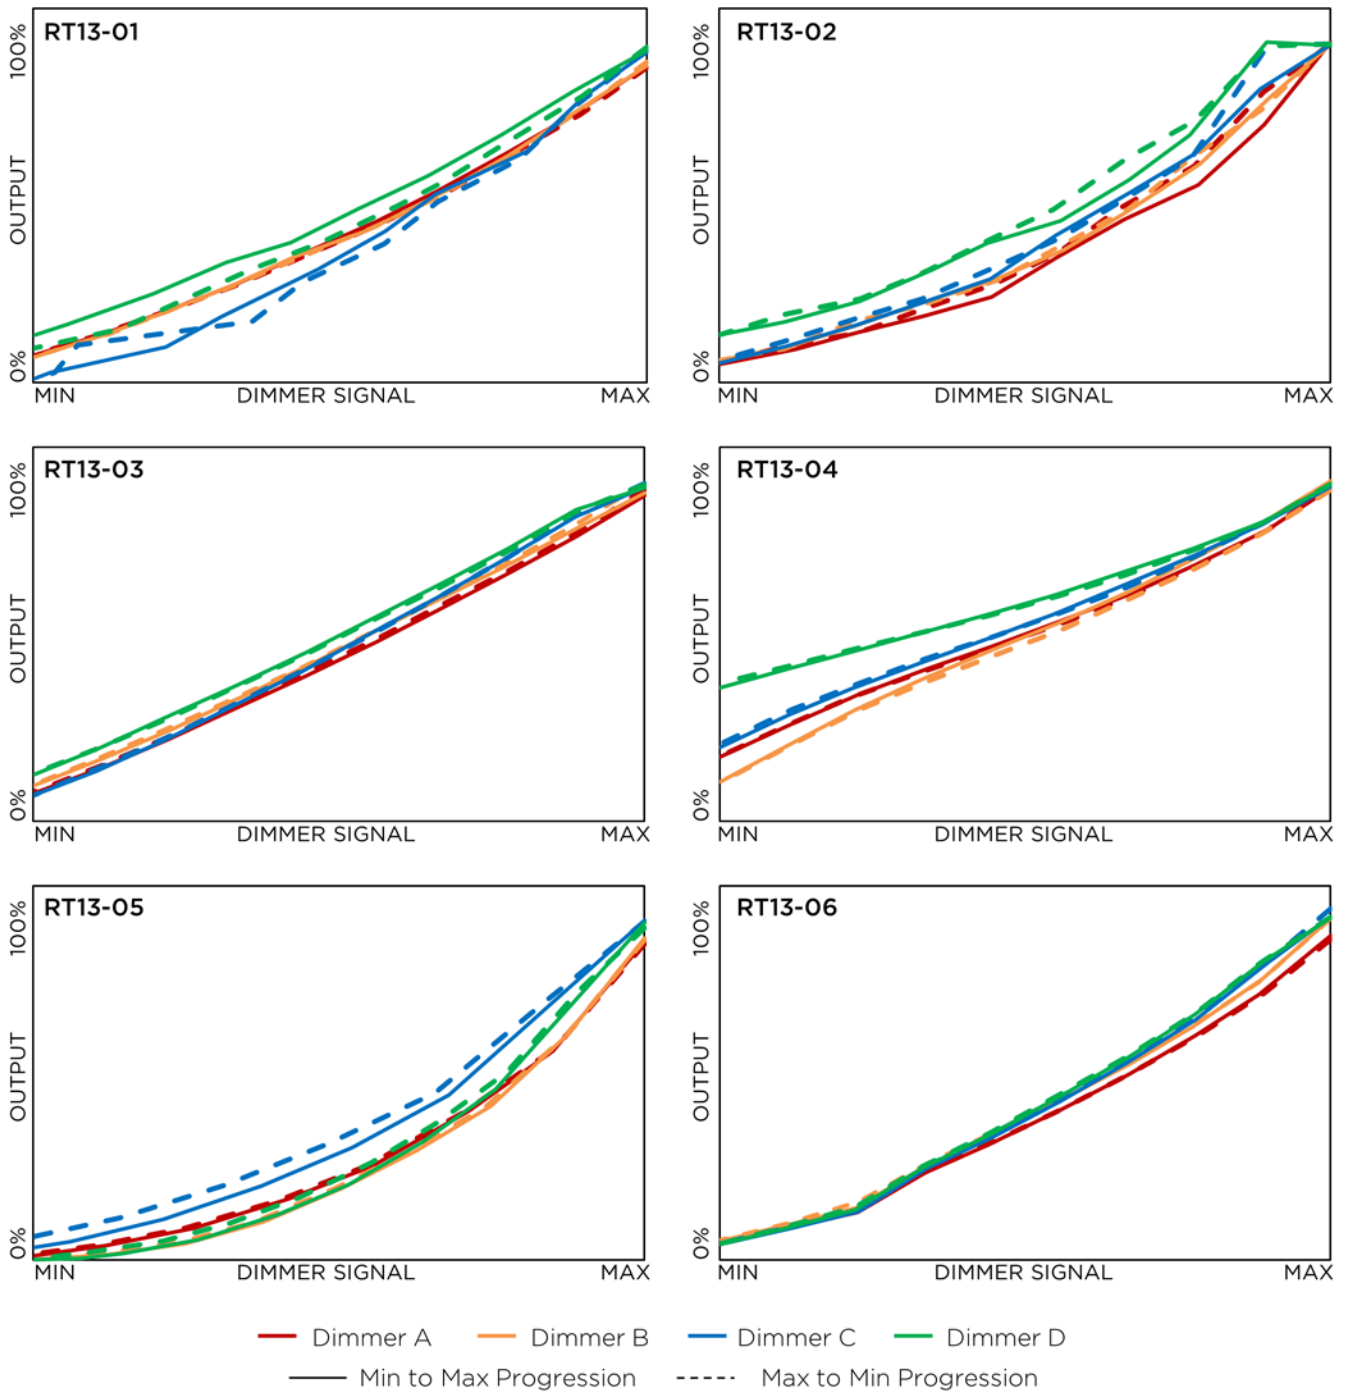 RT13-01
100%
OUTPUT
0%
MIN DIMMER SIGNAL MAX
RT13-02
100%
OUTPUT
0%
MIN DIMMER SIGNAL MAX
RT13-03
100%
OUTPUT
0%
MIN DIMMER SIGNAL MAX
RT13-04
100%
OUTPUT
0%
MIN DIMMER SIGNAL MAX
RT13-05
100%
OUTPUT
0%
MIN DIMMER SIGNAL MAX
RT13-06
100%
OUTPUT
0%
MIN DIMMER SIGNAL MAX
Dimmer A Dimmer B Dimmer C Dimmer D
Min to Max Progression Max to Min Progression